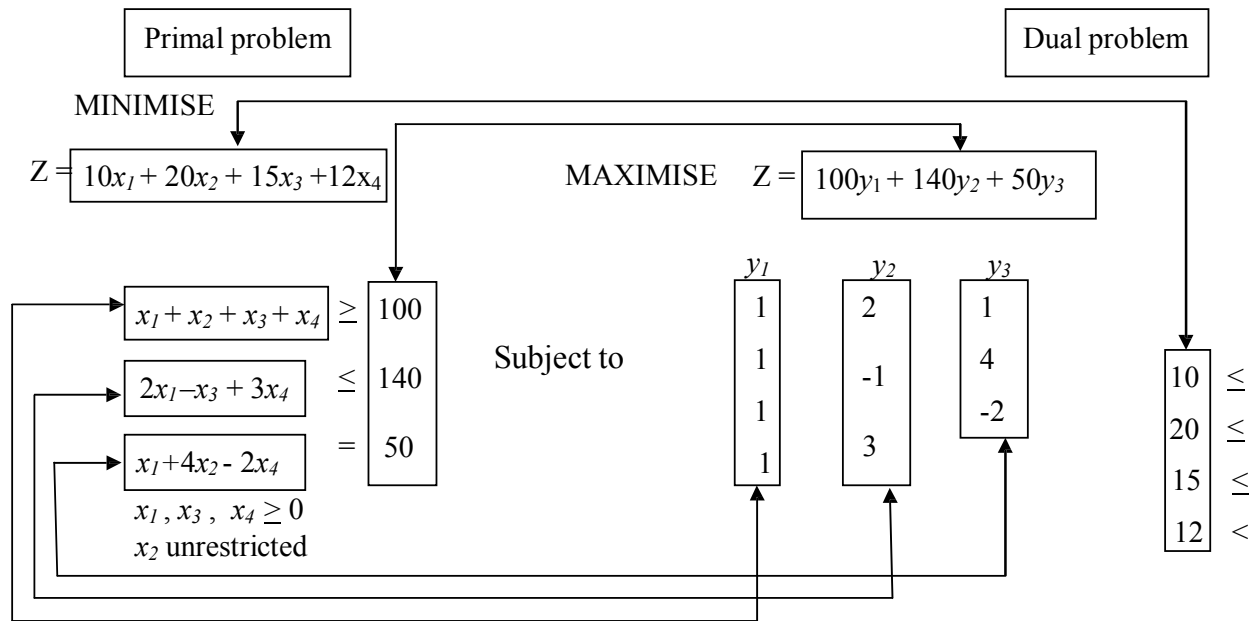 Primal problem
Dual problem
MINIMISE
Z = 10x₁ + 20x₂ + 15x₃ +12x₄
MAXIMISE Z = 100y₁ + 140y₂ + 50y₃
y₁ y₂ y₃
x₁ + x₂ + x₃ + x₄ ≥ 100
2x₁–x₃ + 3x₄ ≤ 140
x₁+4x₂ - 2x₄ = 50
x₁ , x₃ , x₄ ≥ 0
x₂ unrestricted
Subject to
1 2 1
1 -1 4
1 3 -2
1
10 ≤
20 ≤
15 ≤
12 <